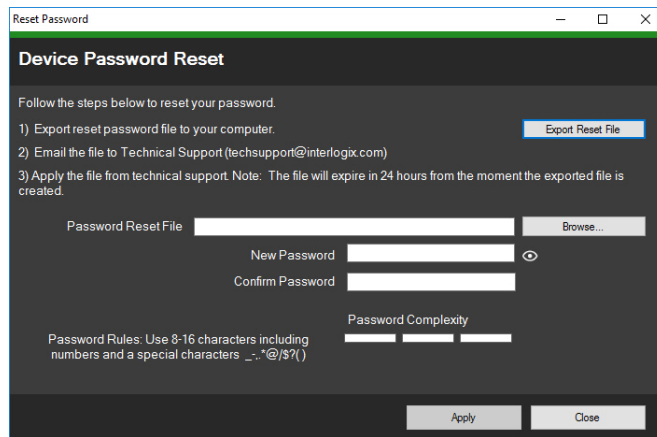 Reset Password
Device Password Reset
Follow the steps below to reset your password.
1) Export reset password file to your computer.
Export Reset File
2) Email the file to Technical Support (techsupport@interlogix.com)
3) Apply the file from technical support. Note: The file will expire in 24 hours from the moment the exported file is
created.
Password Reset File
Browse...
New Password
Confirm Password
Password Complexity
Password Rules: Use 8-16 characters including
numbers and a special characters _-,.*@/$?( )
Apply
Close